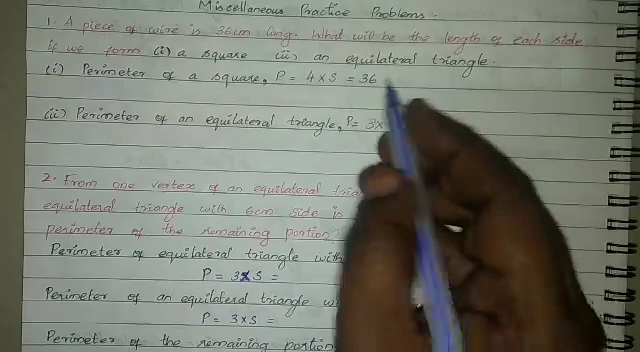 Miscellaneous Practice Problems.
1. A piece of wire is 36cm long. What will be the length of each side
if we form (i) a square (ii) an equilateral triangle.
(i) Perimeter of a square, P = 4 x S = 36
(ii) Perimeter of an equilateral triangle, P = 3x
2. From one vertex of an equilateral tria
equilateral triangle with 6cm side is
perimeter of the remaining portion?
Perimeter of equilateral triangle with
P = 3 x S =
Perimeter of an equilateral triangle w
P = 3 x S =
Perimeter of the remaining portion